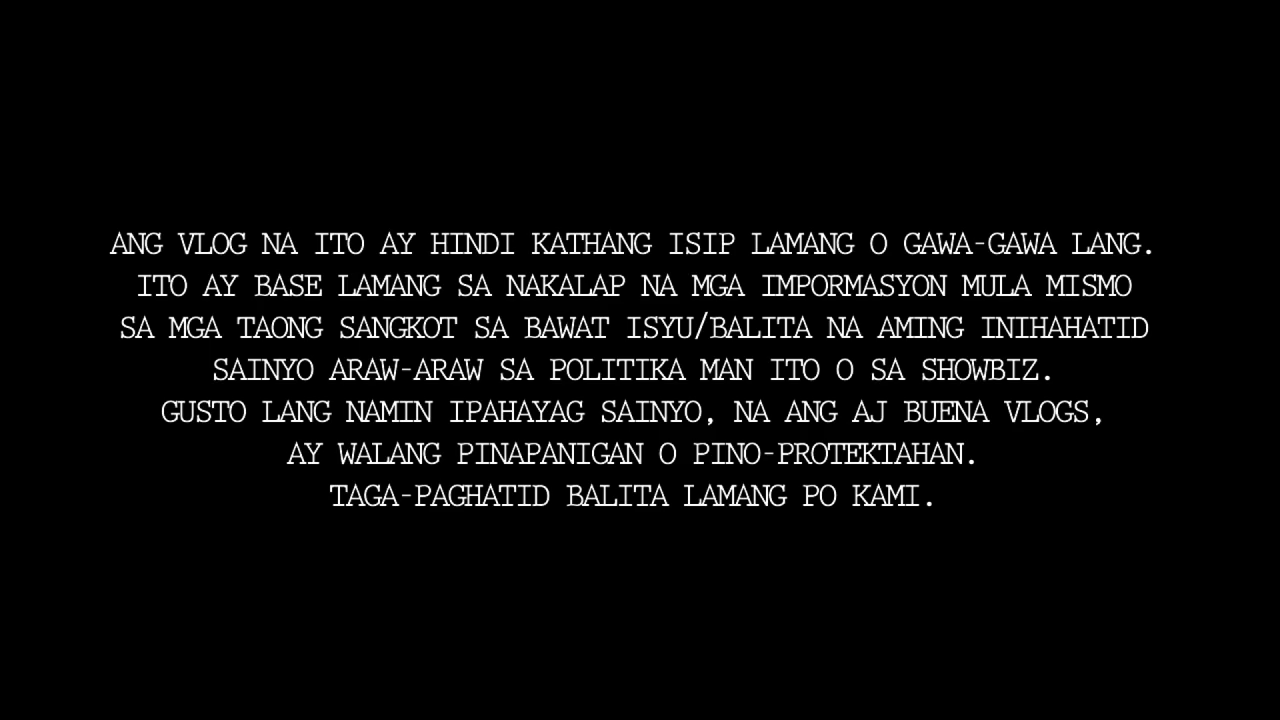 ANG VLOG NA ITO AY HINDI KATHANG ISIP LAMANG O GAWA-GAWA LANG.
ITO AY BASE LAMANG SA NAKALAP NA MGA IMPORMASYON MULA MISMO
SA MGA TAONG SANGKOT SA BAWAT ISYU/BALITA NA AMING INIHAHATID
SAINYO ARAW-ARAW SA POLITIKA MAN ITO O SA SHOWBIZ.
GUSTO LANG NAMIN IPAHAYAG SAINYO, NA ANG AJ BUENA VLOGS,
AY WALANG PINAPANIGAN O PINO-PROTEKTAHAN.
TAGA-PAGHATID BALITA LAMANG PO KAMI.